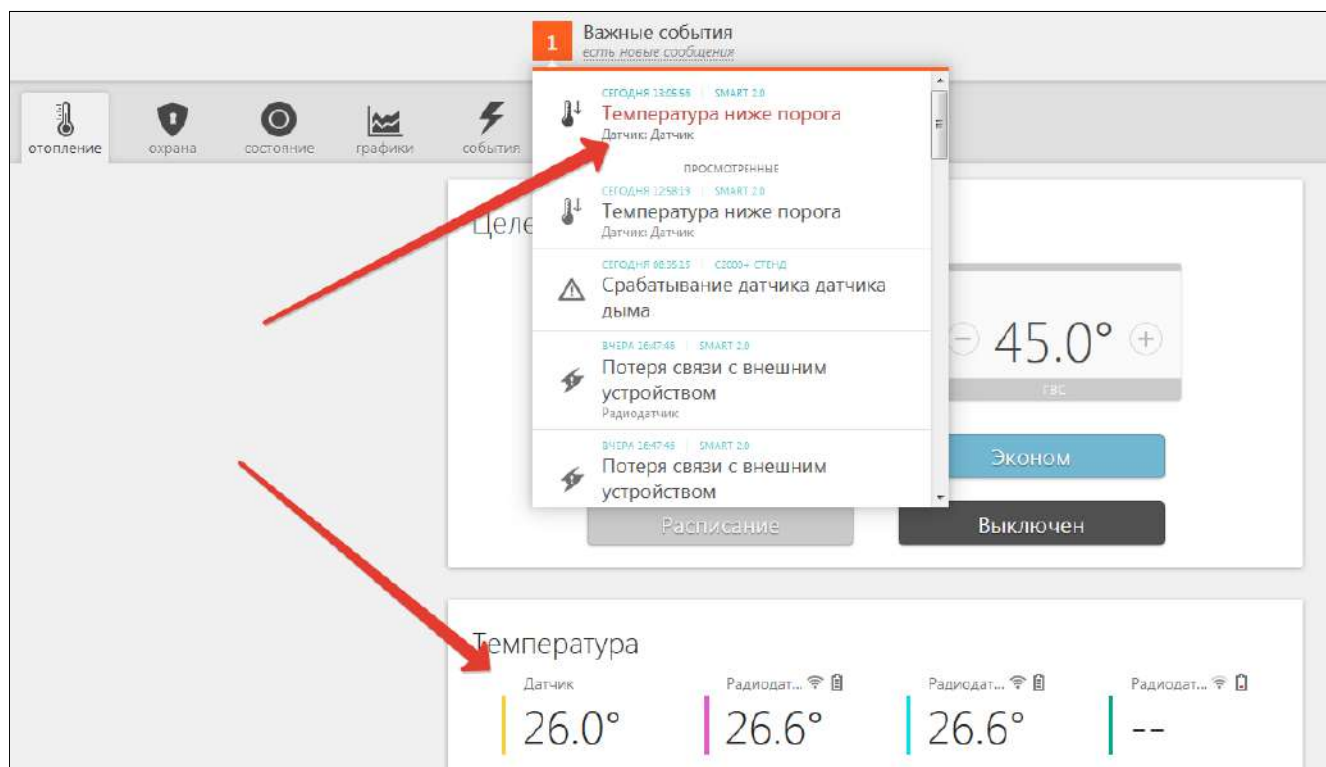 1
Важные события
есть новые сообщения
отопление
охрана
состояние
графики
события
СЕГОДНЯ 13:05:55 | SMART 2.0
Температура ниже порога
Датчик: Датчик
ПРОСМОТРЕННЫЕ
СЕГОДНЯ 12:58:19 | SMART 2.0
Температура ниже порога
Датчик: Датчик
СЕГОДНЯ 08:35:15 | С2000+ СТЕНД
Срабатывание датчика датчика
дыма
ВЧЕРА 16:47:46 | SMART 2.0
Потеря связи с внешним
устройством
Радиодатчик
ВЧЕРА 16:47:46 | SMART 2.0
Потеря связи с внешним
устройством
Целе
45.0°
ГВС
Эконом
Расписание
Выключен
Температура
Датчик
26.0°
Радиодат...
26.6°
Радиодат...
26.6°
Радиодат...
--